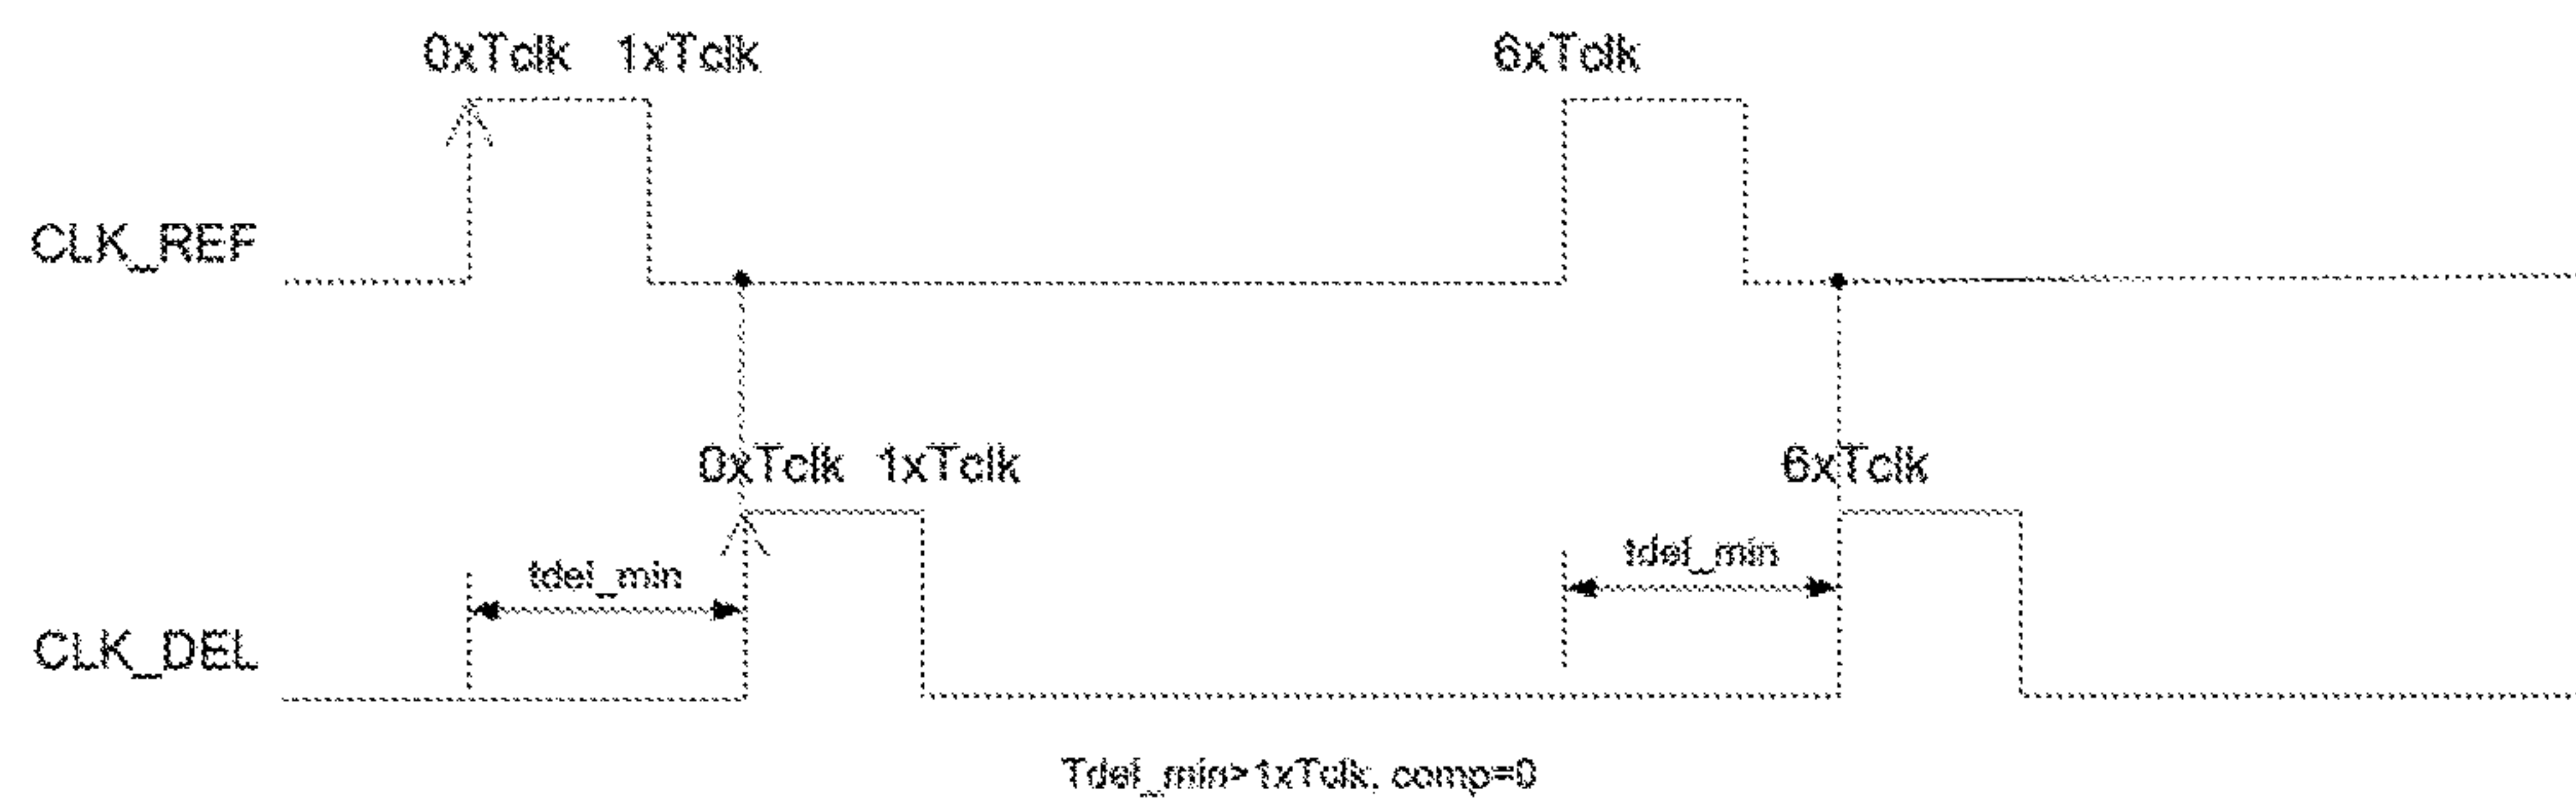 0xTclk 1xTclk 6xTclk
CLK_REF
0xTclk 1xTclk 6xTclk
tdel_min tdel_min
CLK_DEL
Tdel_min>1xTclk, comp=0